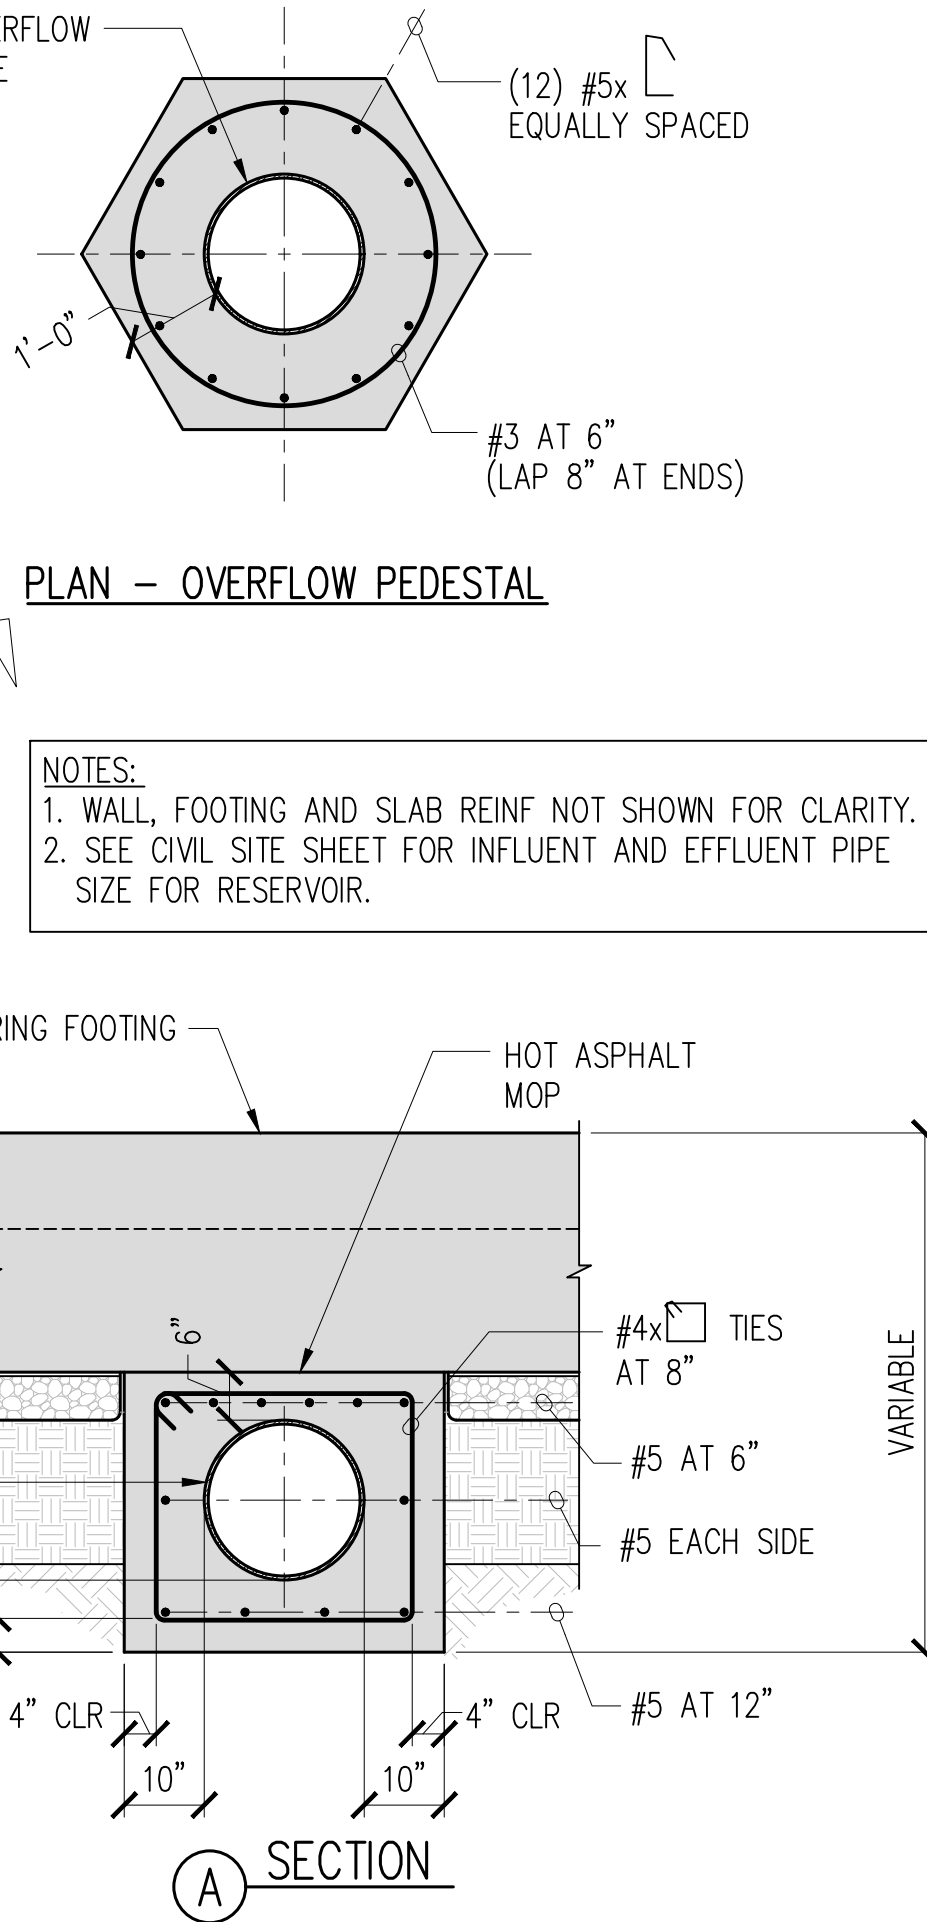 (12) #5x
EQUALLY SPACED
1'-0"
#3 AT 6"
(LAP 8" AT ENDS)
PLAN - OVERFLOW PEDESTAL
NOTES:
1. WALL, FOOTING AND SLAB REINF NOT SHOWN FOR CLARITY.
2. SEE CIVIL SITE SHEET FOR INFLUENT AND EFFLUENT PIPE
SIZE FOR RESERVOIR.
FOOTING
HOT ASPHALT
MOP
6"
#4x TIES
AT 8"
VARIABLE
#5 AT 6"
#5 EACH SIDE
4" CLR
4" CLR
#5 AT 12"
10"
10"
A SECTION